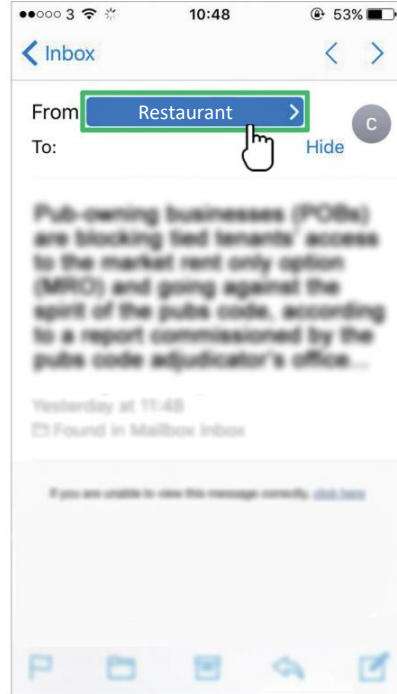 3 10:48 53%
Inbox
From Restaurant
C
To: Hide
Pub-owning businesses (POBs)
are blocking tied tenants' access
to the market rent only option
(MRO) and going against the
spirit of the pubs code, according
to a report commissioned by the
pubs code adjudicator's office...
Yesterday at 11:48
Found in Mailbox Inbox
If you are unable to view this message correctly, click here